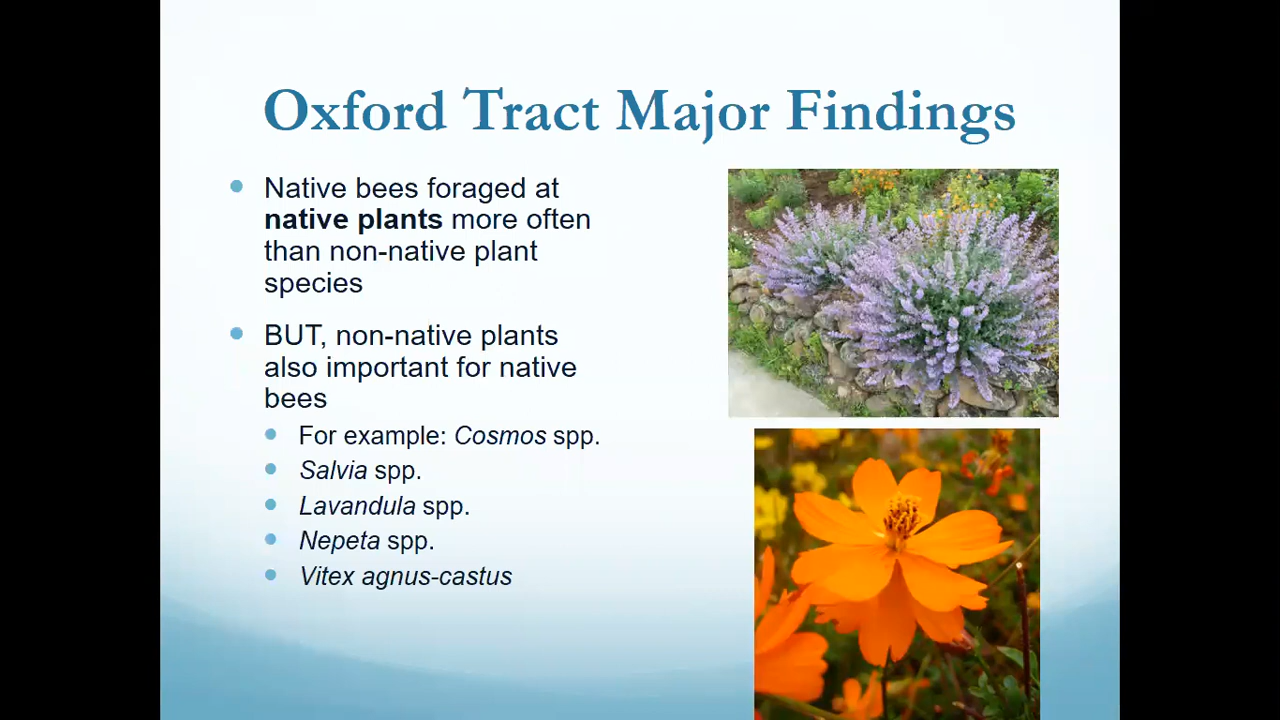 Oxford Tract Major Findings
Native bees foraged at
native plants more often
than non-native plant
species
BUT, non-native plants
also important for native
bees
For example: Cosmos spp.
Salvia spp.
Lavandula spp.
Nepeta spp.
Vitex agnus-castus